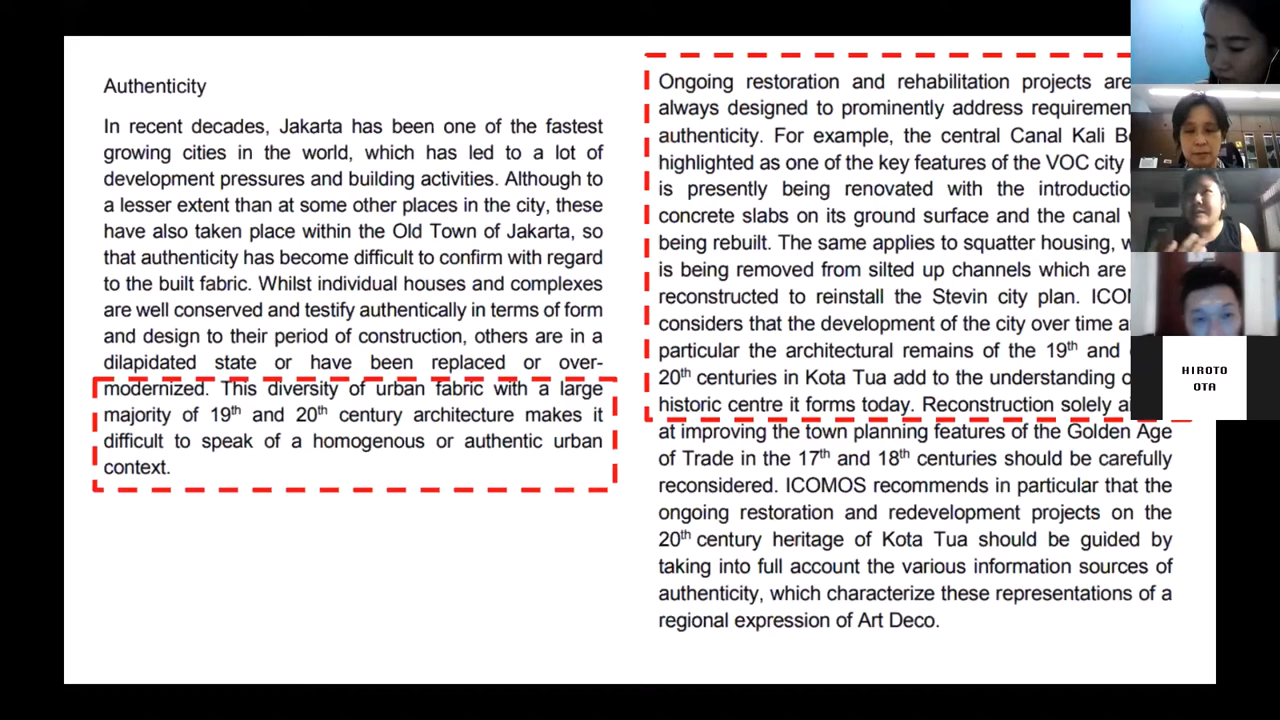 Authenticity
In recent decades, Jakarta has been one of the fastest
growing cities in the world, which has led to a lot of
development pressures and building activities. Although to
a lesser extent than at some other places in the city, these
have also taken place within the Old Town of Jakarta, so
that authenticity has become difficult to confirm with regard
to the built fabric. Whilst individual houses and complexes
are well conserved and testify authentically in terms of form
and design to their period of construction, others are in a
dilapidated state or have been replaced or over-
modernized. This diversity of urban fabric with a large
majority of 19th and 20th century architecture makes it
difficult to speak of a homogenous or authentic urban
context.
Ongoing restoration and rehabilitation projects are
always designed to prominently address
authenticity. For example, the central Canal Kali
highlighted as one of the key features of the VOC city
is presently being renovated with the
concrete slabs on its ground surface and the canal
being rebuilt. The same applies to squatter housing,
is being removed from silted up channels which are
reconstructed to reinstall the Stevin city plan.
considers that the development of the city over time
particular the architectural remains of the 19th and
20th centuries in Kota Tua add to the understanding
historic centre it forms today. Reconstruction solely
at improving the town planning features of the Golden Age
of Trade in the 17th and 18th centuries should be carefully
reconsidered. ICOMOS recommends in particular that the
ongoing restoration and redevelopment projects on the
20th century heritage of Kota Tua should be guided by
taking into full account the various information sources of
authenticity, which characterize these representations of a
regional expression of Art Deco.
HIROTO
OTA